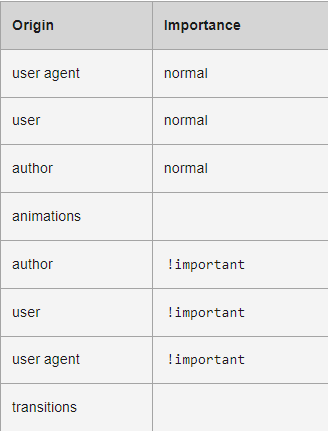 Origin Importance
user agent normal
user normal
author normal
animations
author !important
user !important
user agent !important
transitions